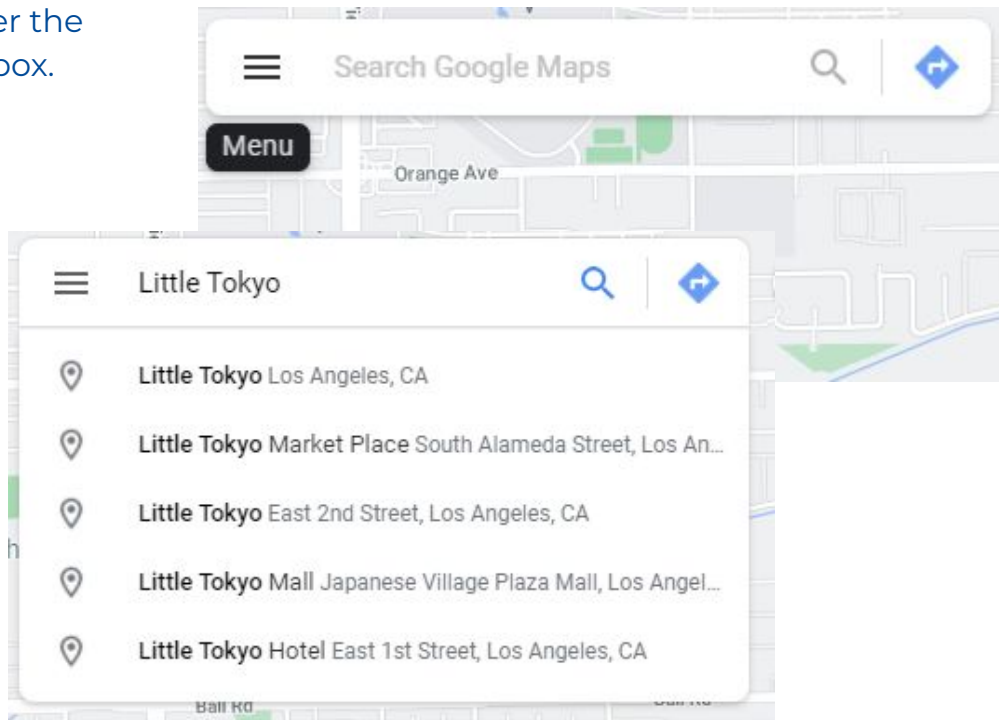 er the
box.
Search Google Maps
Menu
Orange Ave
Little Tokyo
Little Tokyo Los Angeles, CA
Little Tokyo Market Place South Alameda Street, Los An...
Little Tokyo East 2nd Street, Los Angeles, CA
Little Tokyo Mall Japanese Village Plaza Mall, Los Angel...
Little Tokyo Hotel East 1st Street, Los Angeles, CA
Ball Rd